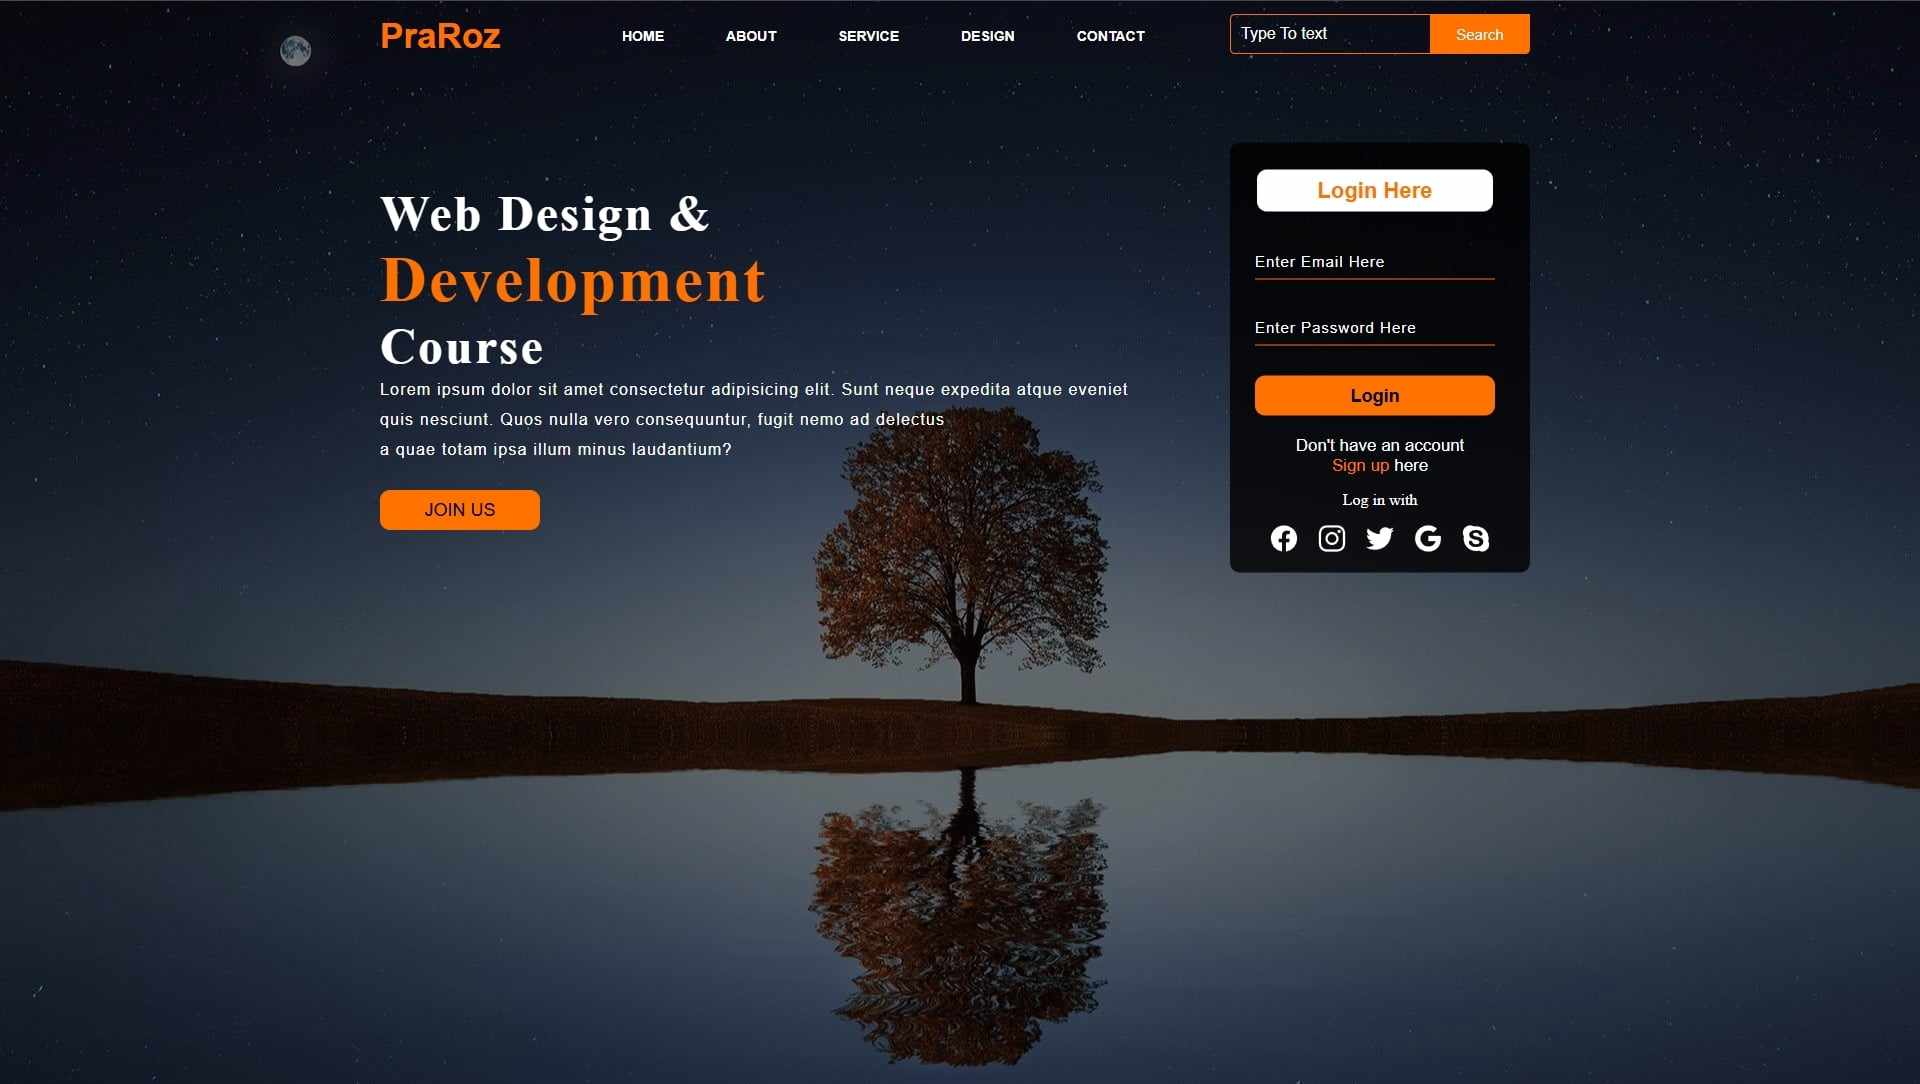 PraRoz
HOME ABOUT SERVICE DESIGN CONTACT
Type To text Search
Web Design &
Development
Course
Lorem ipsum dolor sit amet consectetur adipisicing elit. Sunt neque expedita atque eveniet
quis nesciunt. Quos nulla vero consequuntur, fugit nemo ad delectus
a quae totam ipsa illum minus laudantium?
JOIN US
Login Here
Enter Email Here
Enter Password Here
Login
Don't have an account
Sign up here
Log in with